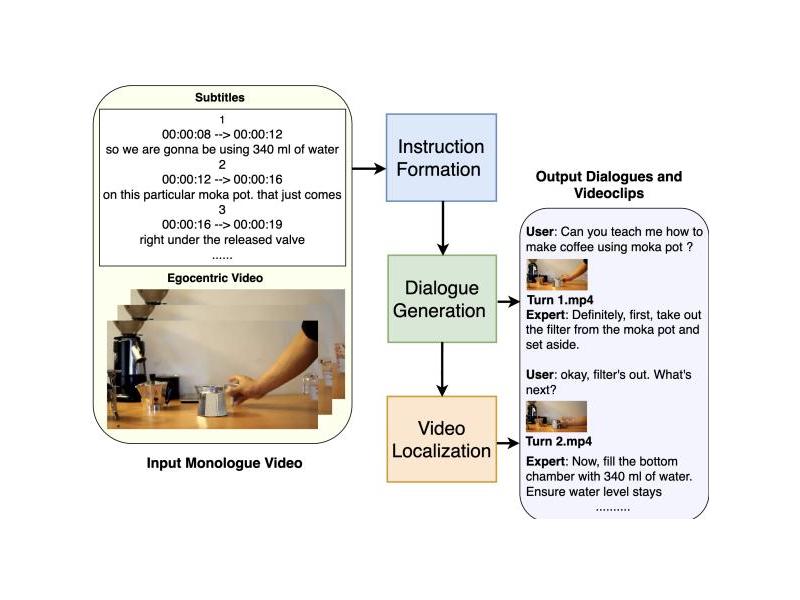 Subtitles
1
00:00:08 --> 00:00:12
so we are gonna be using 340 ml of water
2
00:00:12 --> 00:00:16
on this particular moka pot. that just comes
3
00:00:16 --> 00:00:19
right under the released valve
......
Egocentric Video
Input Monologue Video
Instruction
Formation
Dialogue
Generation
Video
Localization
Output Dialogues and
Videoclips
User: Can you teach me how to
make coffee using moka pot ?
Turn 1.mp4
Expert: Definitely, first, take out
the filter from the moka pot and
set aside.
User: okay, filter's out. What's
next?
Turn 2.mp4
Expert: Now, fill the bottom
chamber with 340 ml of water.
Ensure water level stays
..........